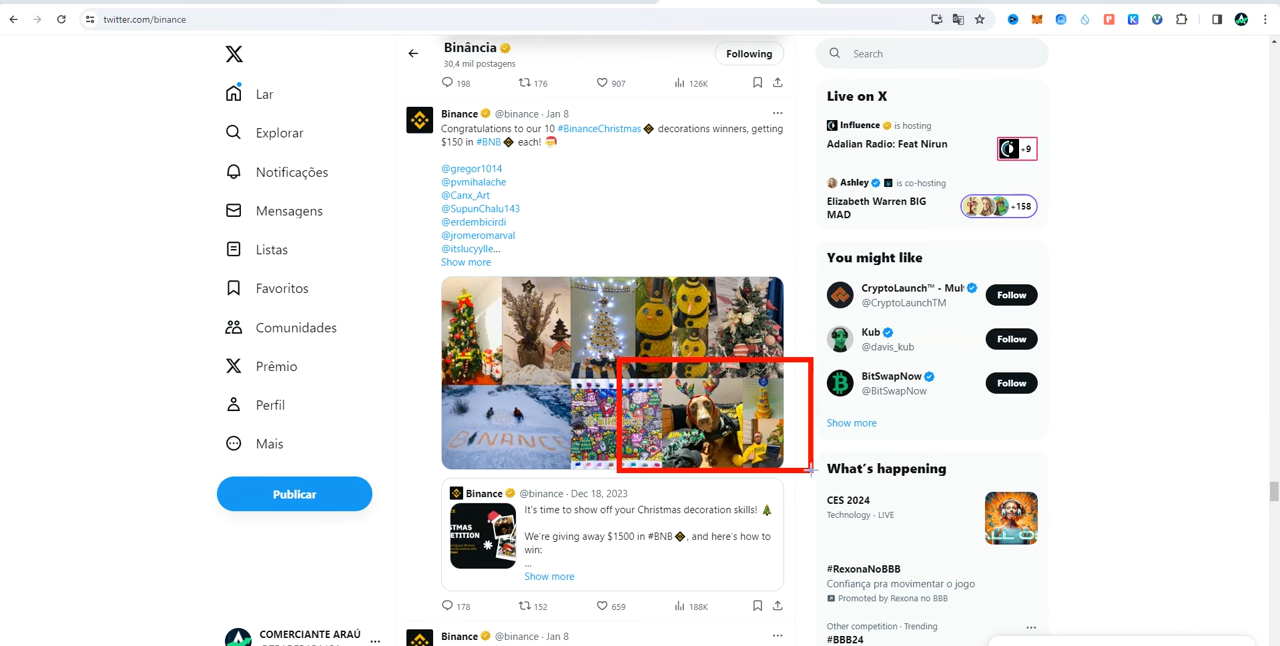 twitter.com/binance
Binância
30,4 mil postagens
Following
198
176
907
126K
Lar
Explorar
Notificações
Mensagens
Listas
Favoritos
Comunidades
Prêmio
Perfil
Mais
Publicar
COMERCIANTE ARAÚ
Binance @binance · Jan 8
Congratulations to our 10 #BinanceChristmas decorations winners, getting
$150 in #BNB each!
@gregor1014
@pvmihalache
@Canx_Art
@SupunChalu143
@erdembicirdi
@jromeromarval
@itslucyylle...
Show more
BINANCE
Binance @binance · Dec 18, 2023
It's time to show off your Christmas decoration skills!
We're giving away $1500 in #BNB, and here's how to
win:
...
Show more
178
152
659
188K
Binance @binance · Jan 8
Search
Live on X
Influence is hosting
Adalian Radio: Feat Nirun
+9
Ashley is co-hosting
Elizabeth Warren BIG
MAD
+158
You might like
CryptoLaunch™ - Mul
@CryptoLaunchTM
Follow
Kub
@davis_kub
Follow
BitSwapNow
@BitSwapNow
Follow
Show more
What's happening
CES 2024
Technology · LIVE
#RexonaNoBBB
Confiança pra movimentar o jogo
Promoted by Rexona no BBB
Other competition · Trending
#BBB24